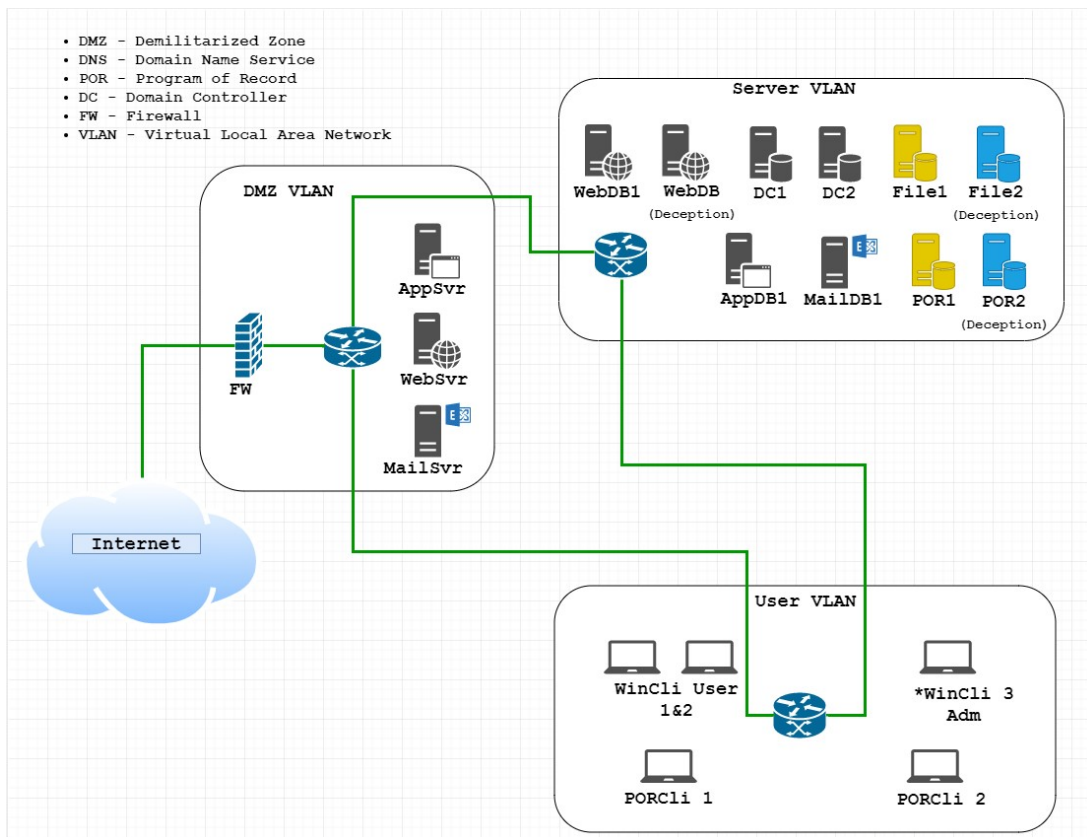 • DMZ - Demilitarized Zone
• DNS - Domain Name Service
• POR - Program of Record
• DC - Domain Controller
• FW - Firewall
• VLAN - Virtual Local Area Network
Server VLAN
WebDB1
WebDB
(Deception)
DC1
DC2
File1
File2
(Deception)
AppDB1
MailDB1
POR1
POR2
(Deception)
DMZ VLAN
AppSvr
WebSvr
MailSvr
FW
Internet
User VLAN
WinCli User
1&2
*WinCli 3
Adm
PORCli 1
PORCli 2